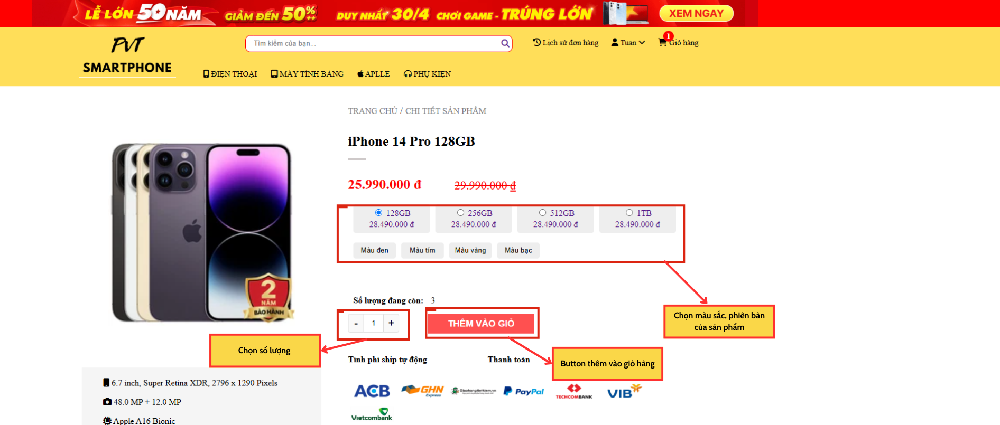 LỄ LỚN 50 NĂM GIẢM ĐẾN 50%++ DUY NHẤT 30/4 CHƠI GAME - TRÚNG LỚN XEM NGAY
PVT
SMARTPHONE
Tìm kiếm của bạn...
Lịch sử đơn hàng
Tuan
1
Giỏ hàng
ĐIỆN THOẠI
MÁY TÍNH BẢNG
APLLE
PHỤ KIỆN
TRANG CHỦ / CHI TIẾT SẢN PHẨM
iPhone 14 Pro 128GB
25.990.000 đ 29.990.000 đ
128GB 256GB 512GB 1TB
28.490.000 đ 28.490.000 đ 28.490.000 đ 28.490.000 đ
Màu đen Màu tím Màu vàng Màu bạc
2
NĂM
BẢO HÀNH
Số lượng đang còn: 3
- 1 +
THÊM VÀO GIỎ
Chọn màu sắc, phiên bản
của sản phẩm
Chọn số lượng
Button thêm vào giỏ hàng
Tính phí ship tự động Thanh toán
ACB
GHN
Express
Giaohangtietkiem.vn
PayPal
TECHCOMBANK
VIB
Vietcombank
6.7 inch, Super Retina XDR, 2796 x 1290 Pixels
48.0 MP + 12.0 MP
Apple A16 Bionic